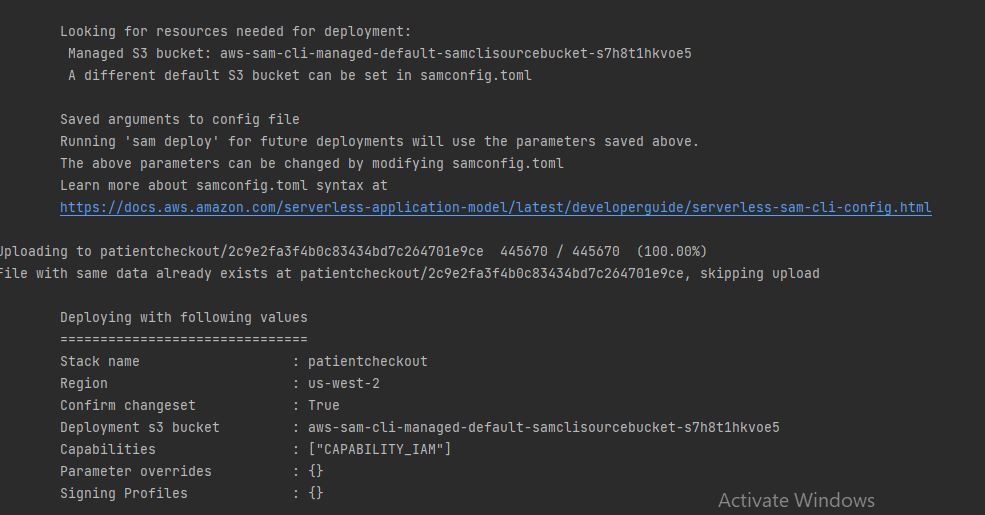 Looking for resources needed for deployment:
Managed S3 bucket: aws-sam-cli-managed-default-samclisourcebucket-s7h8t1hkvoe5
A different default S3 bucket can be set in samconfig.toml
Saved arguments to config file
Running 'sam deploy' for future deployments will use the parameters saved above.
The above parameters can be changed by modifying samconfig.toml
Learn more about samconfig.toml syntax at
https://docs.aws.amazon.com/serverless-application-model/latest/developerguide/serverless-sam-cli-config.html
Uploading to patientcheckout/2c9e2fa3f4b0c83434bd7c264701e9ce  445670 / 445670  (100.00%)
File with same data already exists at patientcheckout/2c9e2fa3f4b0c83434bd7c264701e9ce, skipping upload
Deploying with following values
===============================
Stack name                   : patientcheckout
Region                       : us-west-2
Confirm changeset            : True
Deployment s3 bucket         : aws-sam-cli-managed-default-samclisourcebucket-s7h8t1hkvoe5
Capabilities                 : ["CAPABILITY_IAM"]
Parameter overrides          : {}
Signing Profiles             : {}
Activate Windows